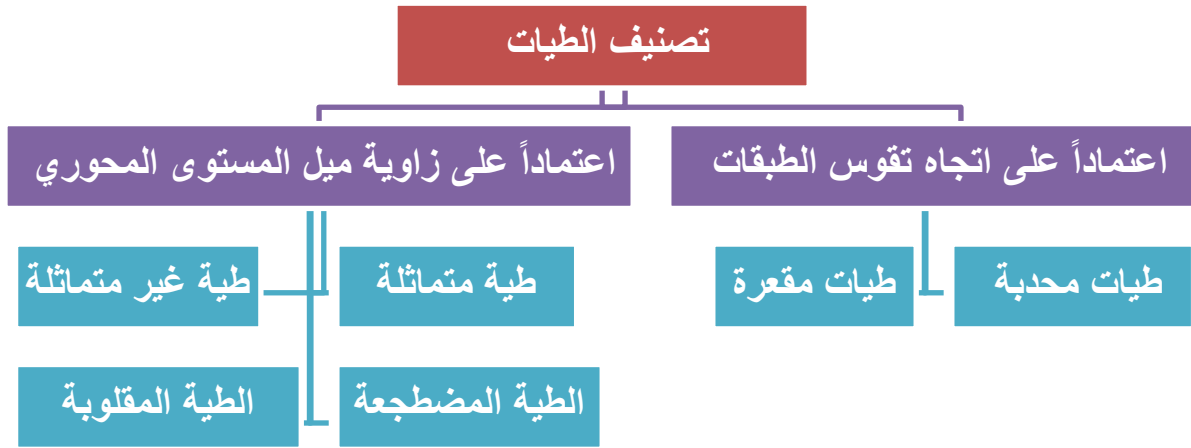 تصنيف الطيات
اعتماداً على اتجاه تقوس الطبقات
اعتماداً على زاوية ميل المستوى المحوري
طيات محدبة
طيات مقعرة
طية متماثلة
طية غير متماثلة
الطية المضطجعة
الطية المقلوبة